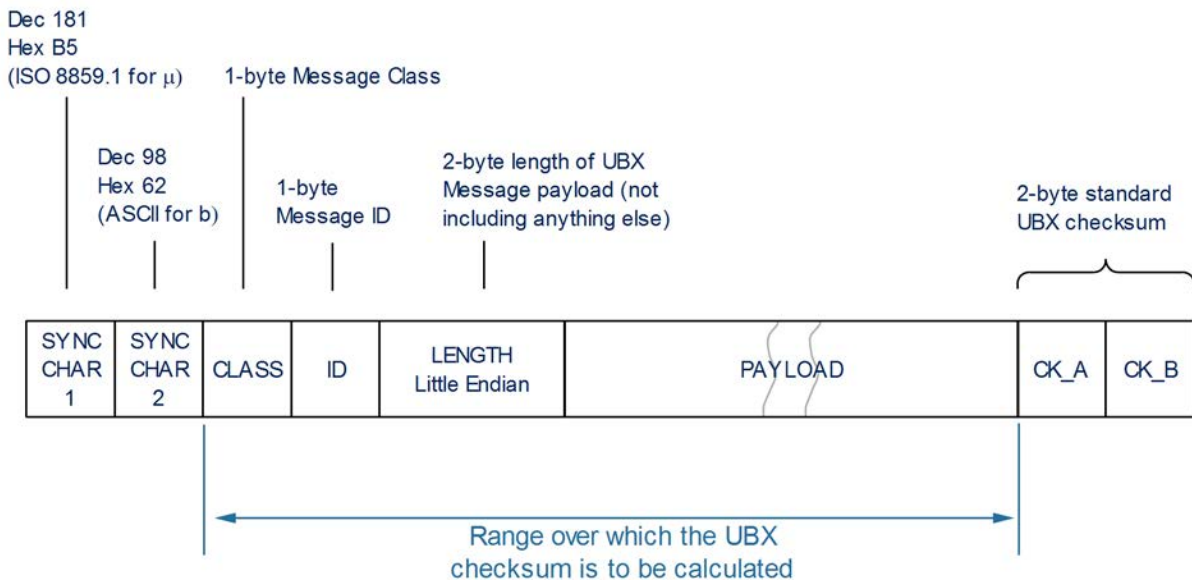 Dec 181
Hex B5
(ISO 8859.1 for µ)
1-byte Message Class
Dec 98
Hex 62
(ASCII for b)
1-byte
Message ID
2-byte length of UBX
Message payload (not
including anything else)
2-byte standard
UBX checksum
SYNC
CHAR
1
SYNC
CHAR
2
CLASS
ID
LENGTH
Little Endian
PAYLOAD
CK_A
CK_B
Range over which the UBX
checksum is to be calculated